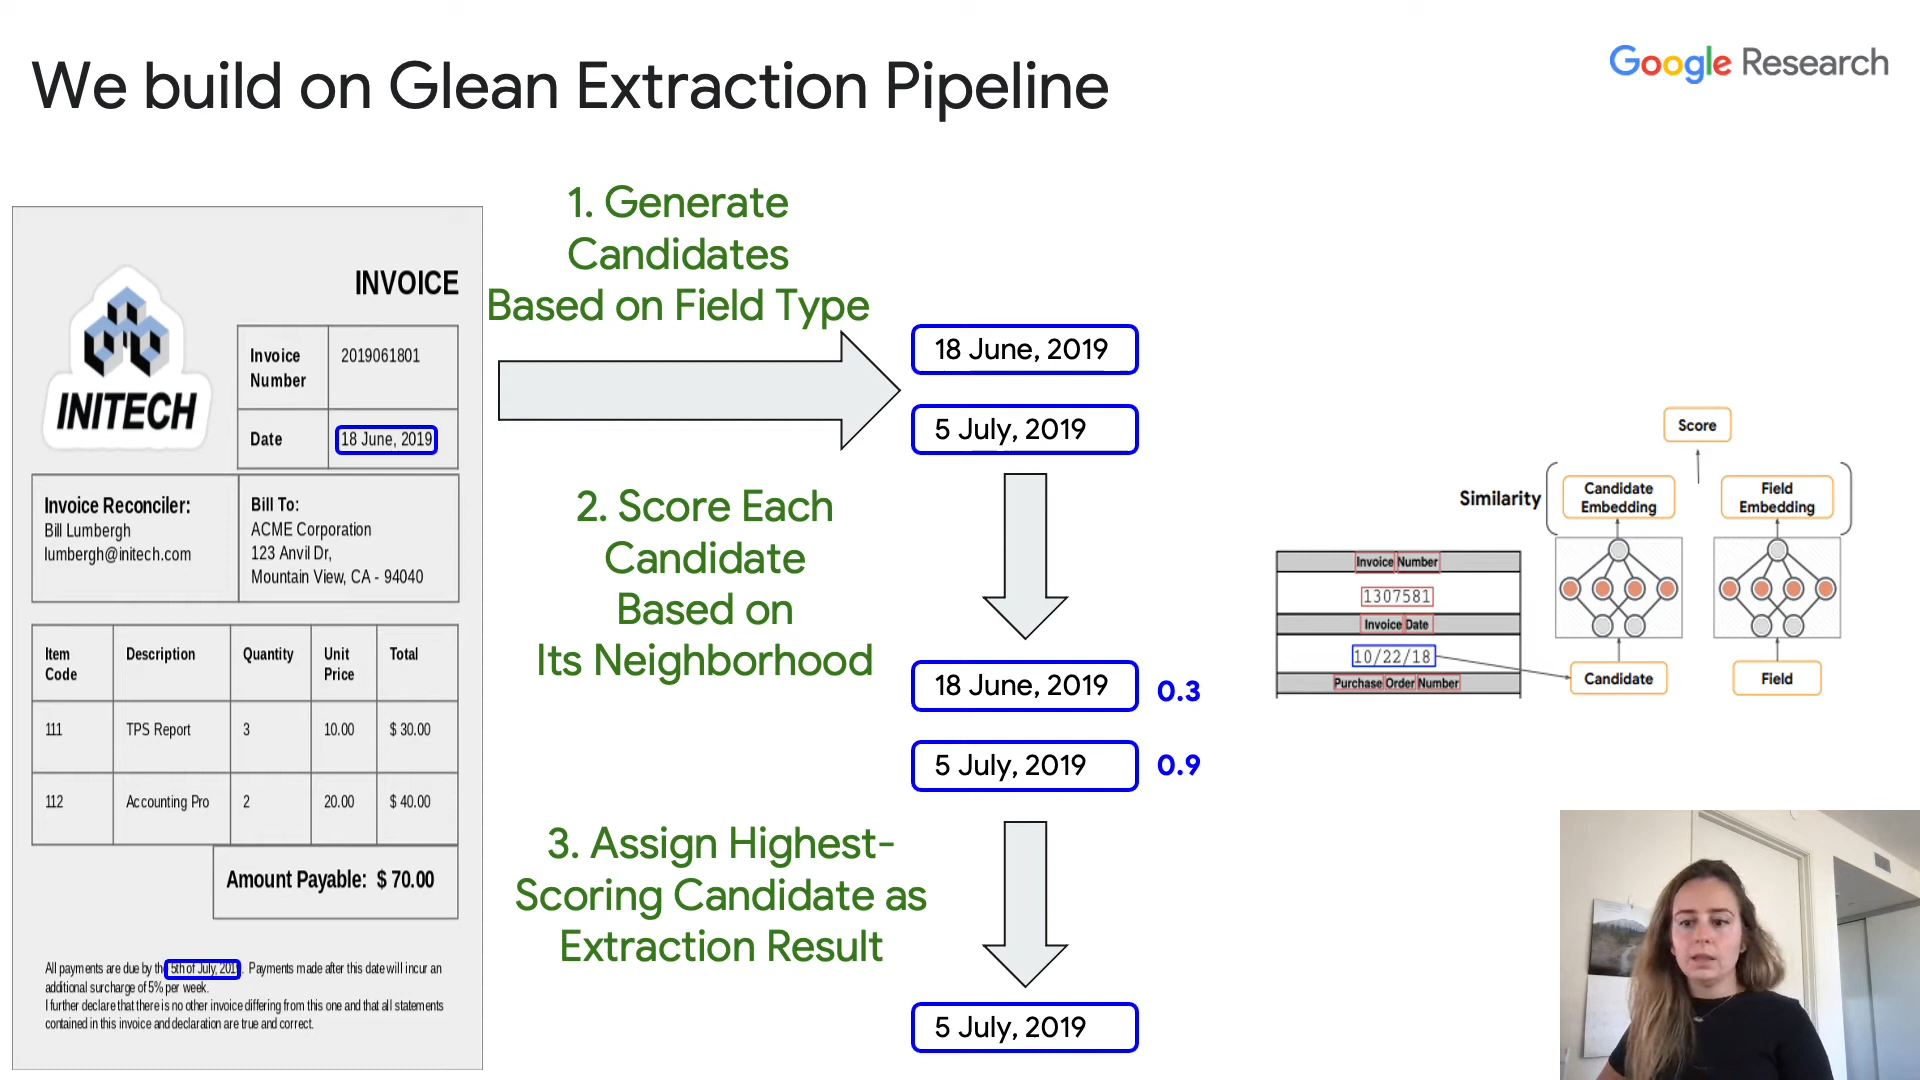 We build on Glean Extraction Pipeline
Google Research
INVOICE
INITECH
Invoice
Number
2019061801
Date
18 June, 2019
Invoice Reconciler:
Bill Lumbergh
lumbergh@initech.com
Bill To:
ACME Corporation
123 Anvil Dr,
Mountain View, CA - 94040
Item
Code
Description
Quantity
Unit
Price
Total
111
TPS Report
3
10.00
$ 30.00
112
Accounting Pro
2
20.00
$ 40.00
Amount Payable: $ 70.00
All payments are due by the 5th of July, 2019. Payments made after this date will incur an
additional surcharge of 5% per week.
I further declare that there is no other invoice differing from this one and that all statements
contained in this invoice and declaration are true and correct.
1. Generate
Candidates
Based on Field Type
18 June, 2019
5 July, 2019
2. Score Each
Candidate
Based on
Its Neighborhood
18 June, 2019 0.3
5 July, 2019 0.9
3. Assign Highest-
Scoring Candidate as
Extraction Result
5 July, 2019
Score
Similarity
Candidate
Embedding
Field
Embedding
Invoice Number
1307581
Invoice Date
10/22/18
Purchase Order Number
Candidate
Field